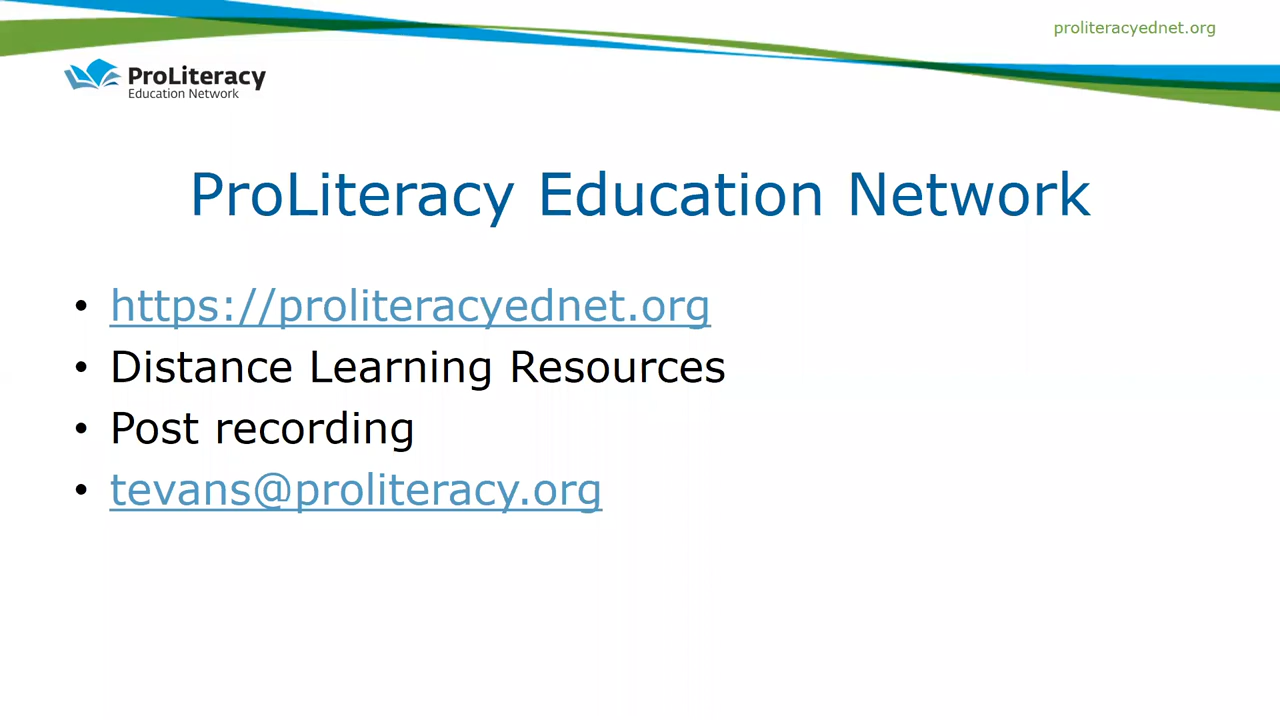 proliteracyednet.org
ProLiteracy
Education Network
ProLiteracy Education Network
• https://proliteracyednet.org
• Distance Learning Resources
• Post recording
• tevans@proliteracy.org